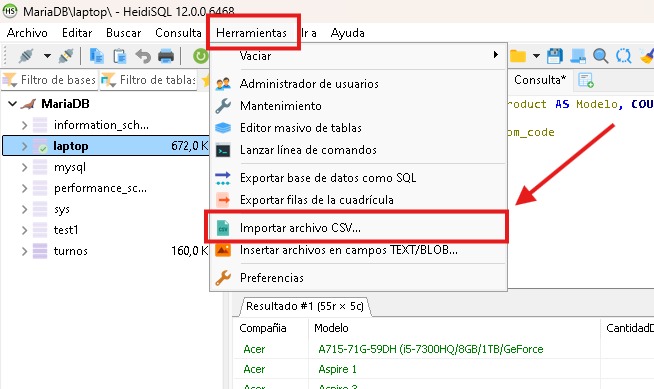 MariaDB\laptop\ - HeidiSQL 12.0.0.6468
Archivo Editar Buscar Consulta Herramientas Ir a Ayuda
Vaciar
Administrador de usuarios
Mantenimiento
Editor masivo de tablas
Lanzar línea de comandos
Exportar base de datos como SQL
Exportar filas de la cuadrícula
Importar archivo CSV...
Insertar archivos en campos TEXT/BLOB...
Preferencias
Filtro de bases Filtro de tablas
MariaDB
information_sch...
laptop 672,0 K
mysql
performance_sc...
sys
test1
turnos 160,0 K
Consulta*
roduct AS Modelo, COU
om_code
Resultado #1 (55r × 5c)
Compañia Modelo CantidadD
Acer A715-71G-59DH (i5-7300HQ/8GB/1TB/GeForce
Acer Aspire 1
Acer Aspire 3